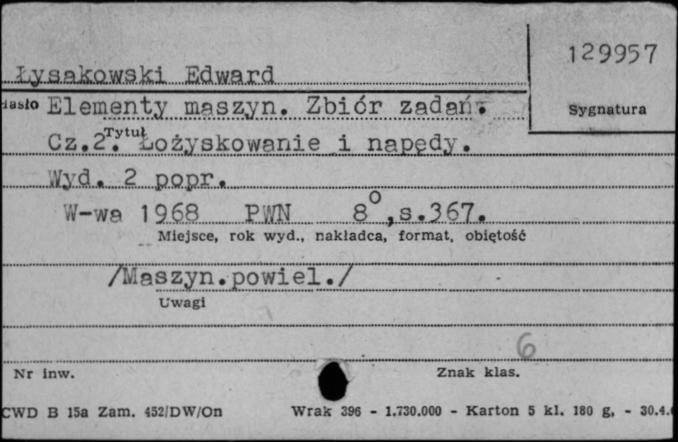 129957
Łysakowski Edward
Sygnatura
Elementy maszyn. Zbiór zadań.
Tytuł
Cz.2. Łożyskowanie i napędy.
Wyd. 2 popr.
W-wa 1968 PWN 8o,s.367.
Miejsce, rok wyd., nakładca, format, objętość
/Maszyn.powiel./
Uwagi
6
Nr inw. Znak klas.
CWD B 15a Zam. 452/DW/On Wrak 396 - 1.730.000 - Karton 5 kl. 180 g, - 30.4.